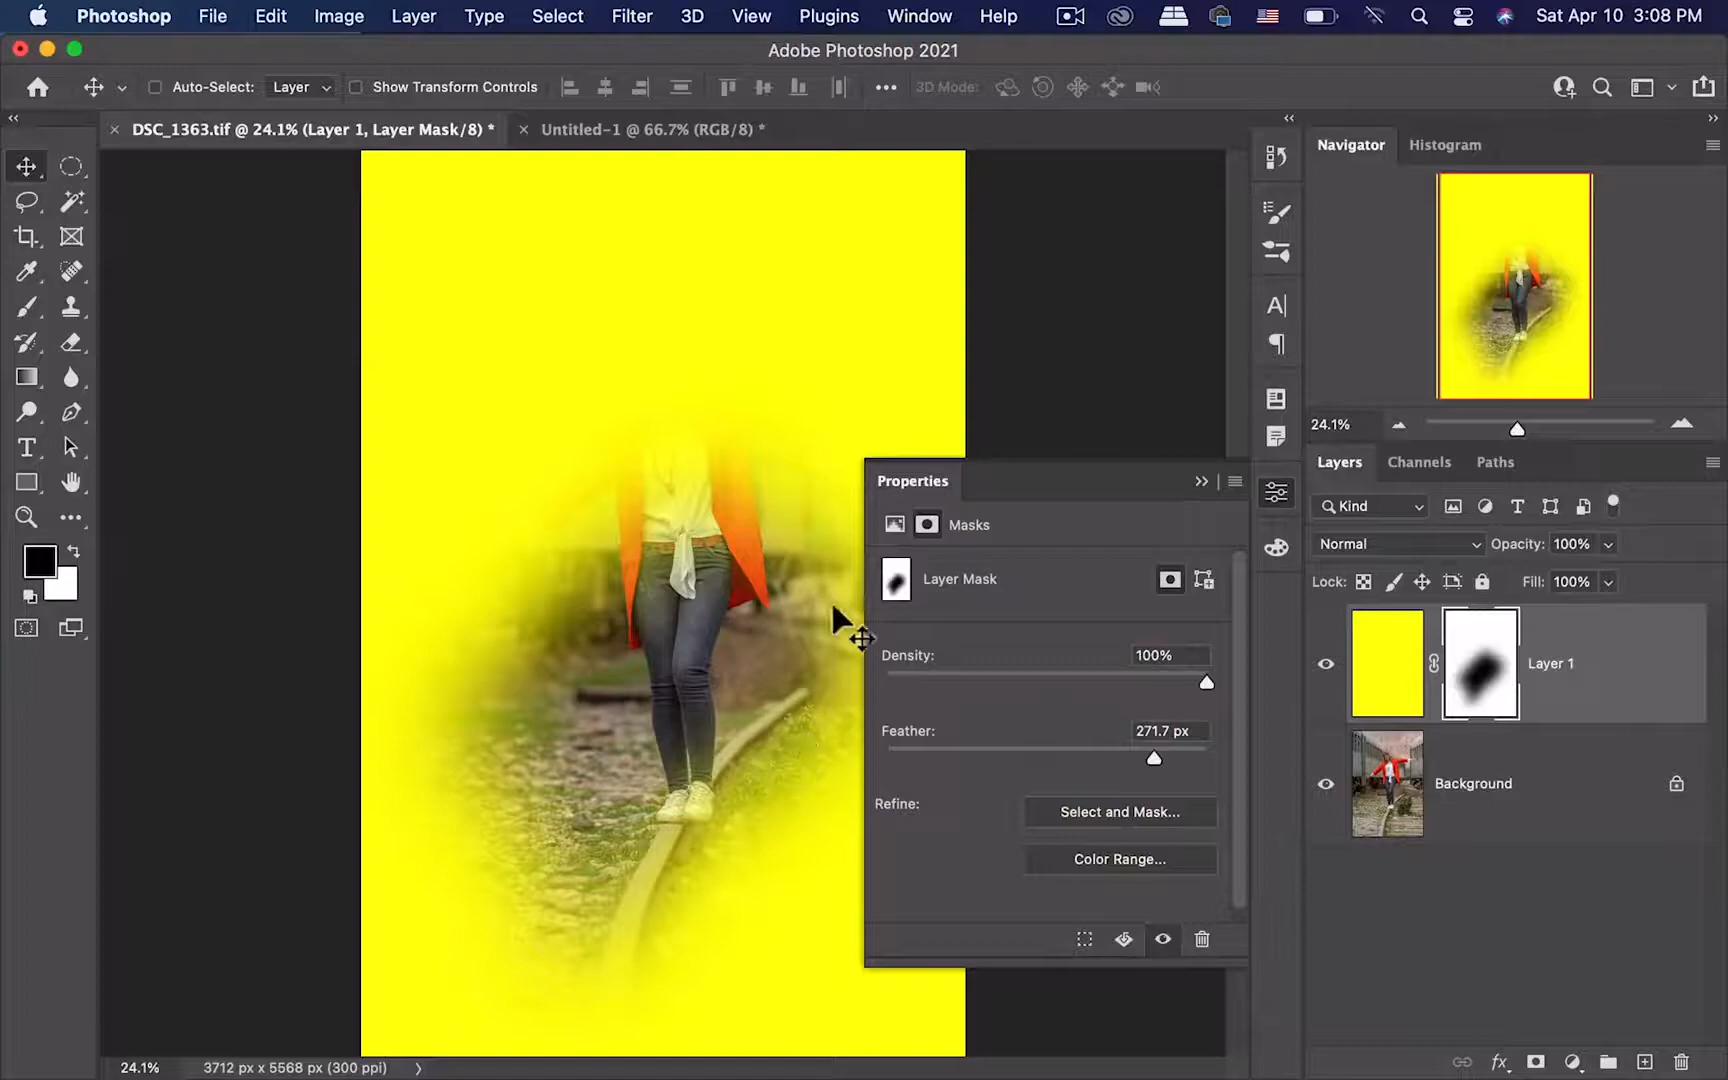 Photoshop File Edit Image Layer Type Select Filter 3D View Plugins Window Help Sat Apr 10 3:08 PM
Adobe Photoshop 2021
Auto-Select: Layer Show Transform Controls 3D Mode:
DSC_1363.tif @ 24.1% (Layer 1, Layer Mask/8) * Untitled-1 @ 66.7% (RGB/8) *
Navigator Histogram
24.1%
Properties
Masks
Layer Mask
Density: 100%
Feather: 271.7 px
Refine: Select and Mask...
Color Range...
Layers Channels Paths
Kind
Normal Opacity: 100%
Lock: Fill: 100%
Layer 1
Background
24.1% 3712 px x 5568 px (300 ppi)